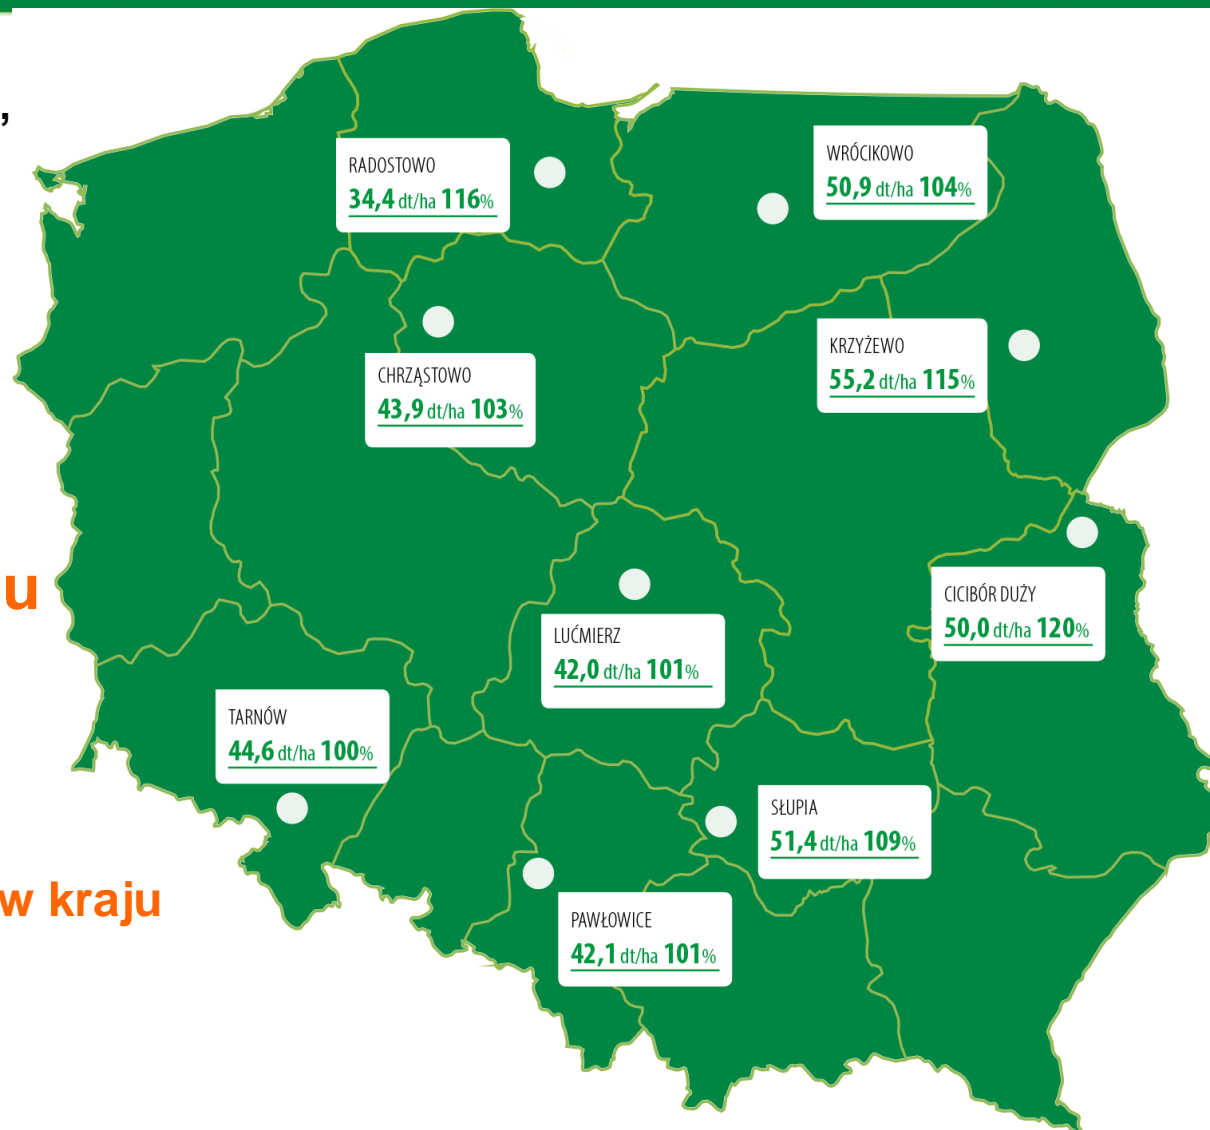 ,
RADOSTOWO
34,4 dt/ha 116%
WRÓCIKOWO
50,9 dt/ha 104%
CHRZĄSTOWO
43,9 dt/ha 103%
KRZYŻEWO
55,2 dt/ha 115%
u
CICIBÓR DUŻY
50,0 dt/ha 120%
LUĆMIERZ
42,0 dt/ha 101%
TARNÓW
44,6 dt/ha 100%
SŁUPIA
51,4 dt/ha 109%
w kraju
PAWŁOWICE
42,1 dt/ha 101%